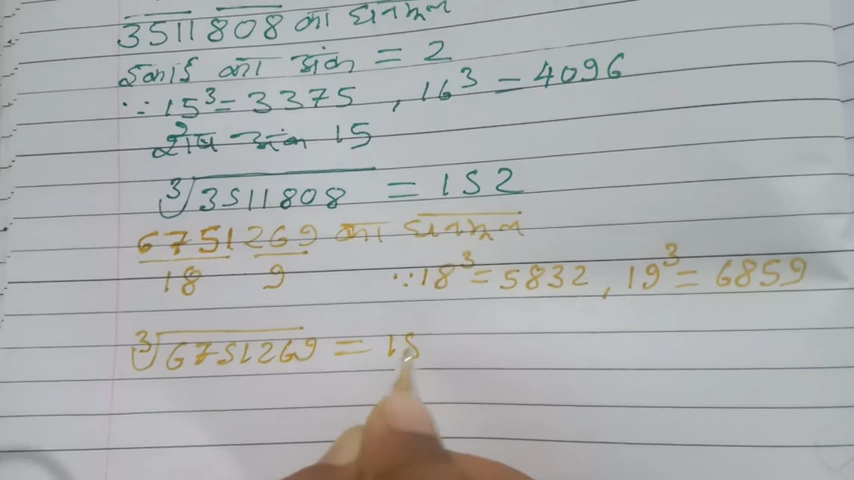 3511808 का घनमूल
इकाई का अंक = 2
∵ 15³ = 3375 , 16³ = 4096
शेष अंक 15
∛3511808 = 152
6751269 का घनमूल
18 9 ∵ 18³ = 5832 , 19³ = 6859
∛6751269 = 18